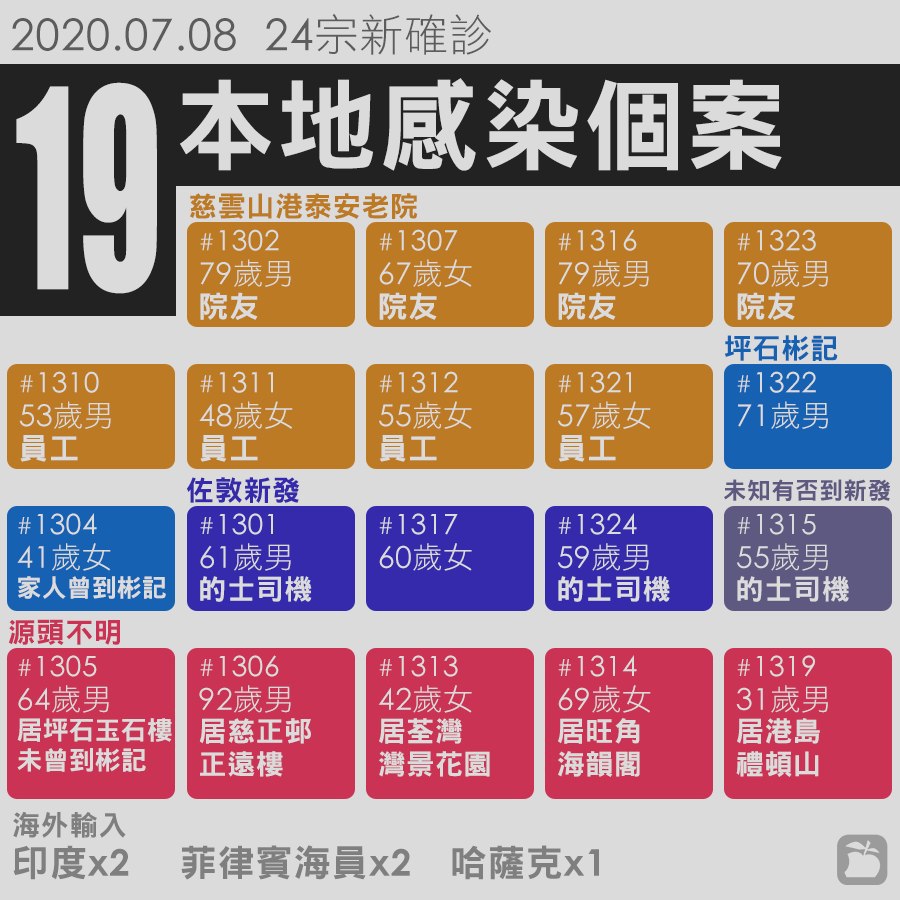 2020.07.08 24宗新確診
19 本地感染個案
慈雲山港泰安老院
#1302
79歲男
院友
#1307
67歲女
院友
#1316
79歲男
院友
#1323
70歲男
院友
#1310
53歲男
員工
#1311
48歲女
員工
#1312
55歲女
員工
#1321
57歲女
員工
坪石彬記
#1322
71歲男
#1304
41歲女
家人曾到彬記
佐敦新發
#1301
61歲男
的士司機
#1317
60歲女
#1324
59歲男
的士司機
未知有否到新發
#1315
55歲男
的士司機
源頭不明
#1305
64歲男
居坪石玉石樓
未曾到彬記
#1306
92歲男
居慈正邨
正遠樓
#1313
42歲女
居荃灣
灣景花園
#1314
69歲女
居旺角
海韻閣
#1319
31歲男
居港島
禮頓山
海外輸入
印度x2 菲律賓海員x2 哈薩克x1